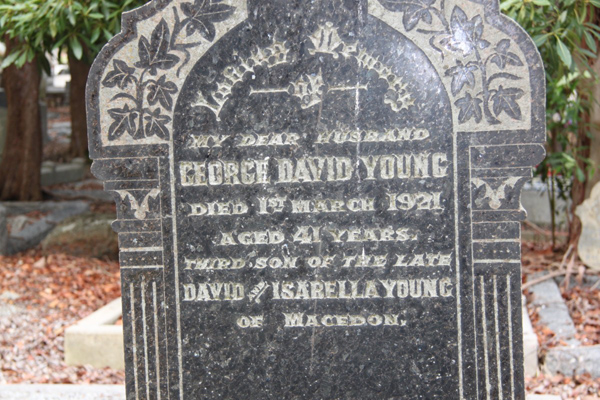 In Loving Memory
OF
MY DEAR HUSBAND
GEORGE DAVID YOUNG
DIED 1ST MARCH 1921
AGED 41 YEARS.
THIRD SON OF THE LATE
DAVID AND ISABELLA YOUNG
OF MACEDON.